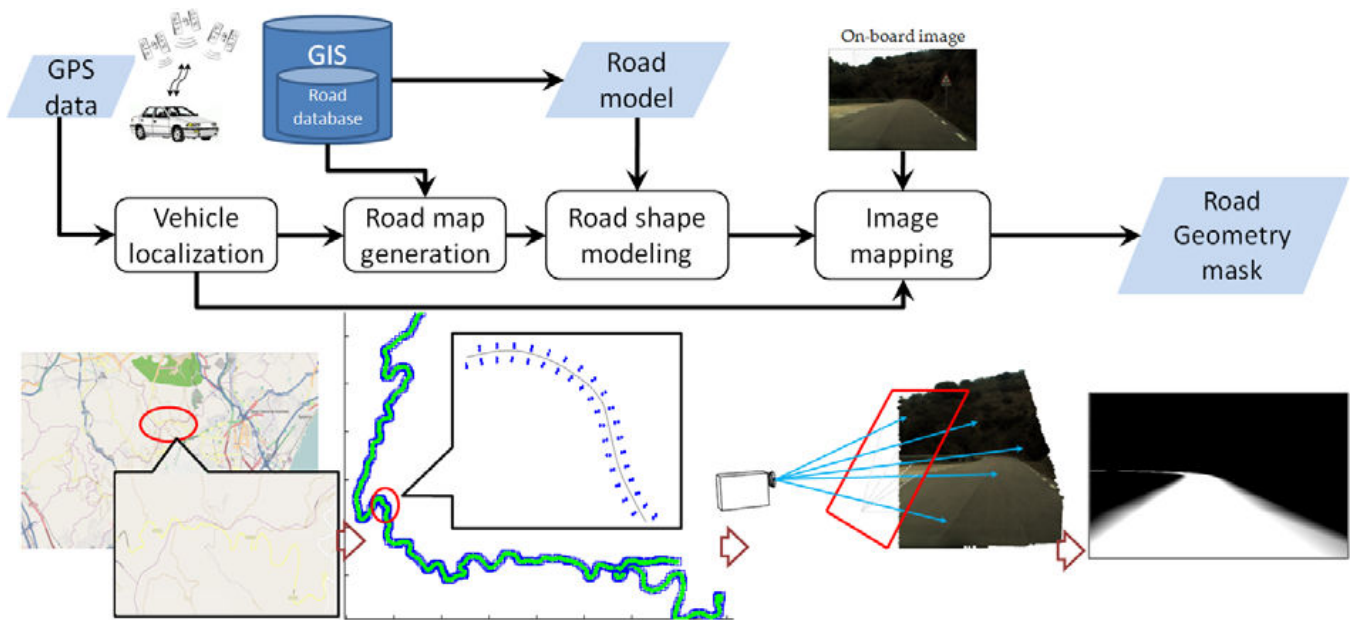 GPS
data
GIS
Road
database
Road
model
On-board image
Vehicle
localization
Road map
generation
Road shape
modeling
Image
mapping
Road
Geometry
mask